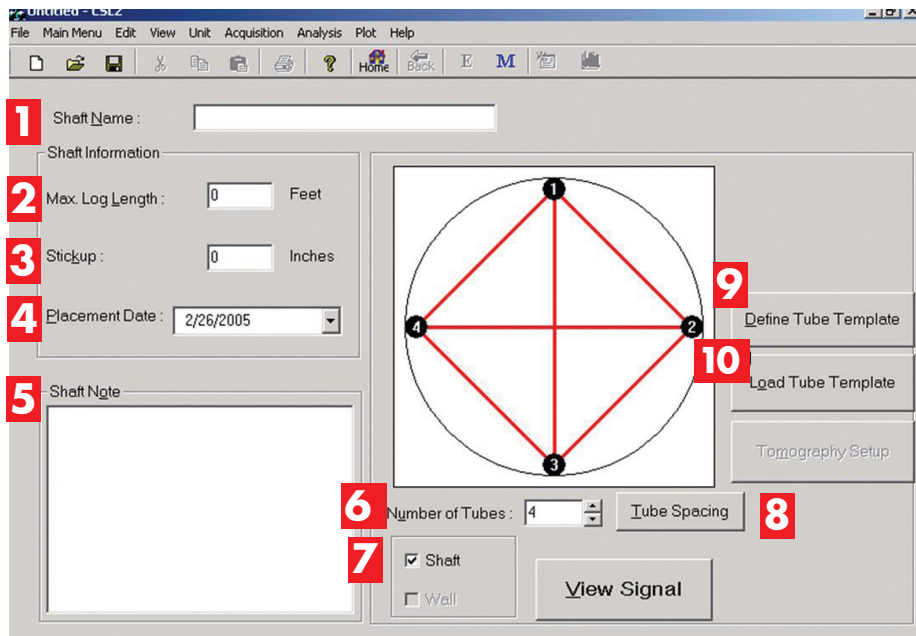 Untitled - CSL2
File Main Menu Edit View Unit Acquisition Analysis Plot Help
Home Back E M
1 Shaft Name :
Shaft Information
2 Max. Log Length : 0 Feet
3 Stickup : 0 Inches
4 Placement Date : 2/26/2005
5 Shaft Note
1
4 2
3
9 Define Tube Template
10 Load Tube Template
Tomography Setup
6 Number of Tubes : 4 Tube Spacing 8
7 Shaft
Wall
View Signal